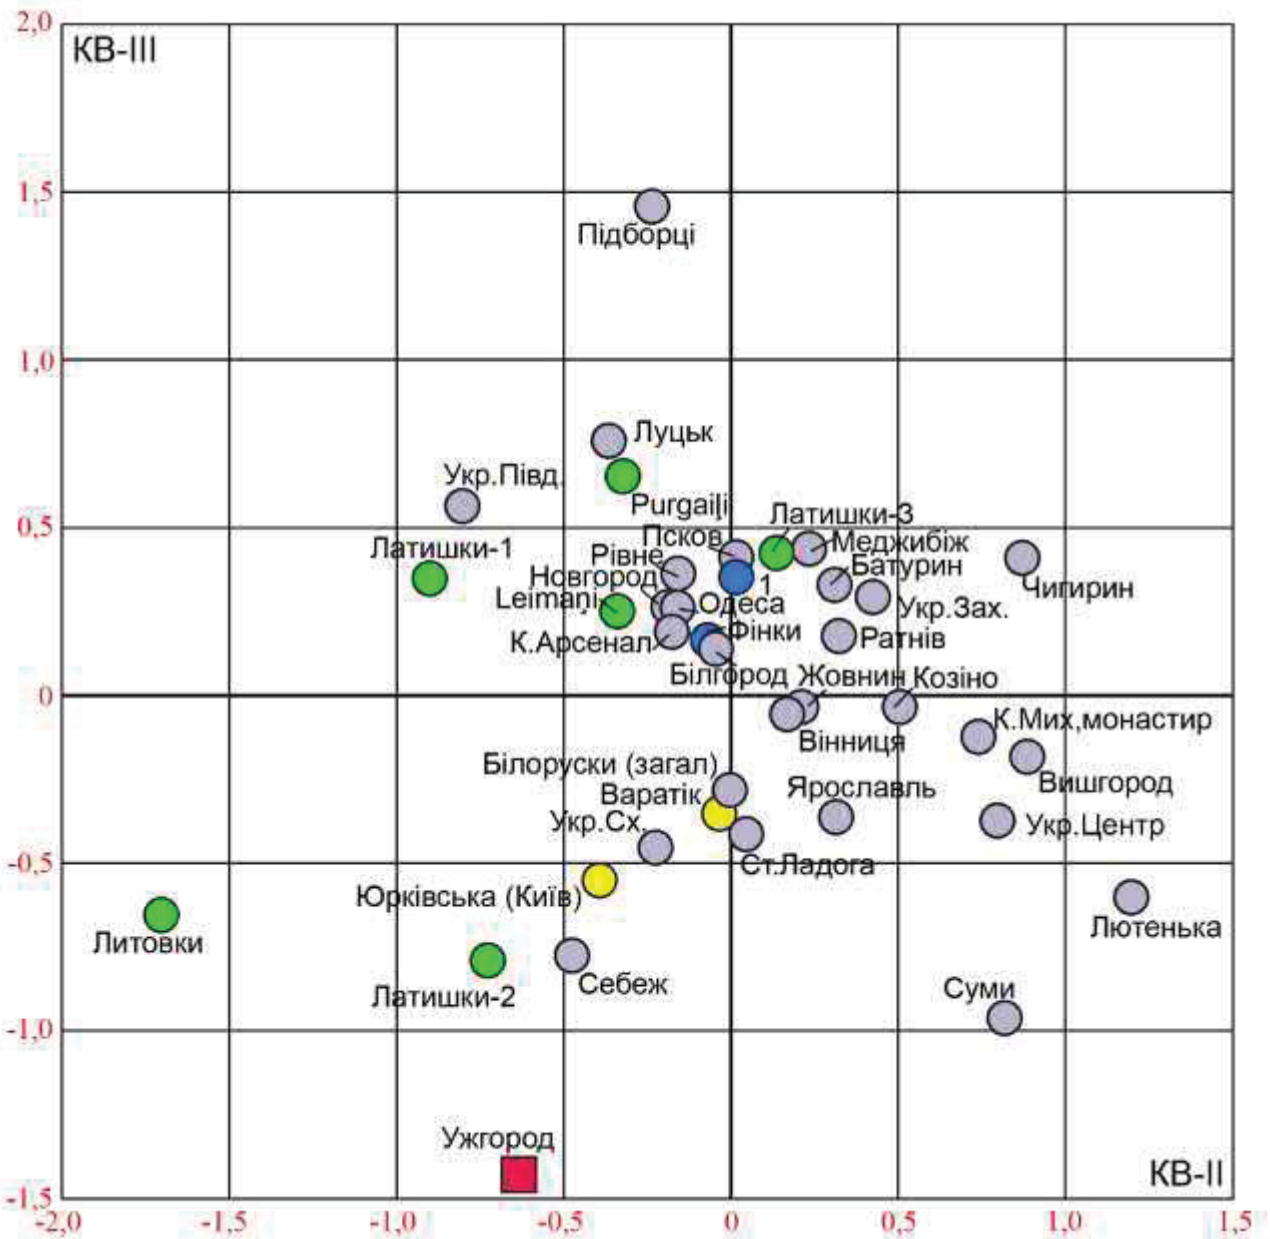 2,0
КВ-III
1,5
Підборці
1,0
Луцьк
Укр.Півд.
Purgaiļi
0,5
Латишки-3
Псков
Латишки-1
Меджибіж
Рівне
Батурин
Новгород
1
Чигирин
Leimaņi
Одеса
Укр.Зах.
Фінки
Ратнів
К.Арсенал
Білгород
Жовнин
Козіно
0
К.Мих,монастир
Вінниця
Білоруски (загал)
Вишгород
Варатік
Ярославль
Укр.Сх.
Укр.Центр
-0,5
Ст.Ладога
Юрківська (Київ)
Лютенька
Литовки
Себеж
Суми
Латишки-2
-1,0
Ужгород
КВ-II
-1,5
-2,0 -1,5 -1,0 -0,5 0 0,5 1,0 1,5